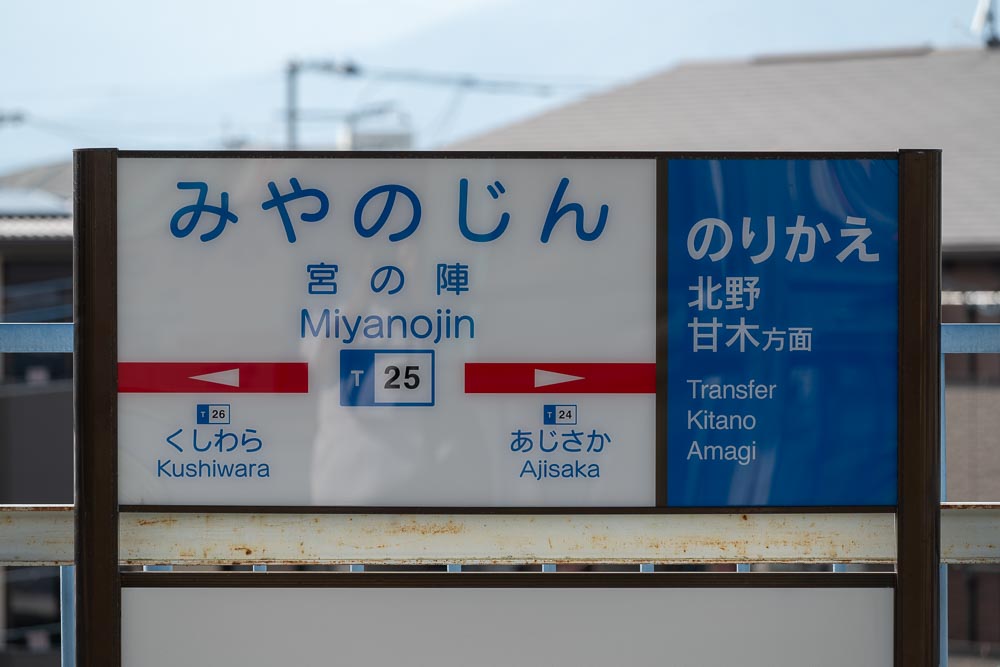 みやのじん
宮の陣
Miyanojin
T 25
T 26
くしわら
Kushiwara
T 24
あじさか
Ajisaka
のりかえ
北野
甘木方面
Transfer
Kitano
Amagi